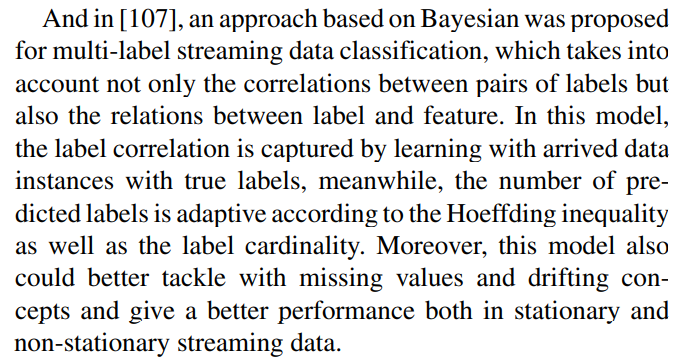 And in [107], an approach based on Bayesian was proposed
for multi-label streaming data classification, which takes into
account not only the correlations between pairs of labels but
also the relations between label and feature. In this model,
the label correlation is captured by learning with arrived data
instances with true labels, meanwhile, the number of pre-
dicted labels is adaptive according to the Hoeffding inequality
as well as the label cardinality. Moreover, this model also
could better tackle with missing values and drifting con-
cepts and give a better performance both in stationary and
non-stationary streaming data.